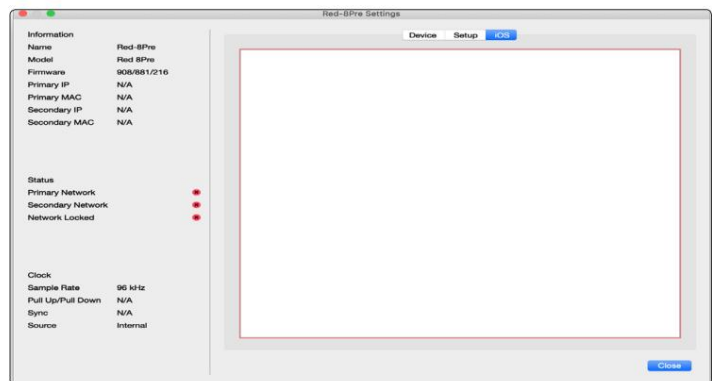 Red-8Pre Settings
Information
Name Red-8Pre
Model Red 8Pre
Firmware 908/881/216
Primary IP N/A
Primary MAC N/A
Secondary IP N/A
Secondary MAC N/A
Status
Primary Network
Secondary Network
Network Locked
Clock
Sample Rate 96 kHz
Pull Up/Pull Down N/A
Sync N/A
Source Internal
Device Setup iOS
Close